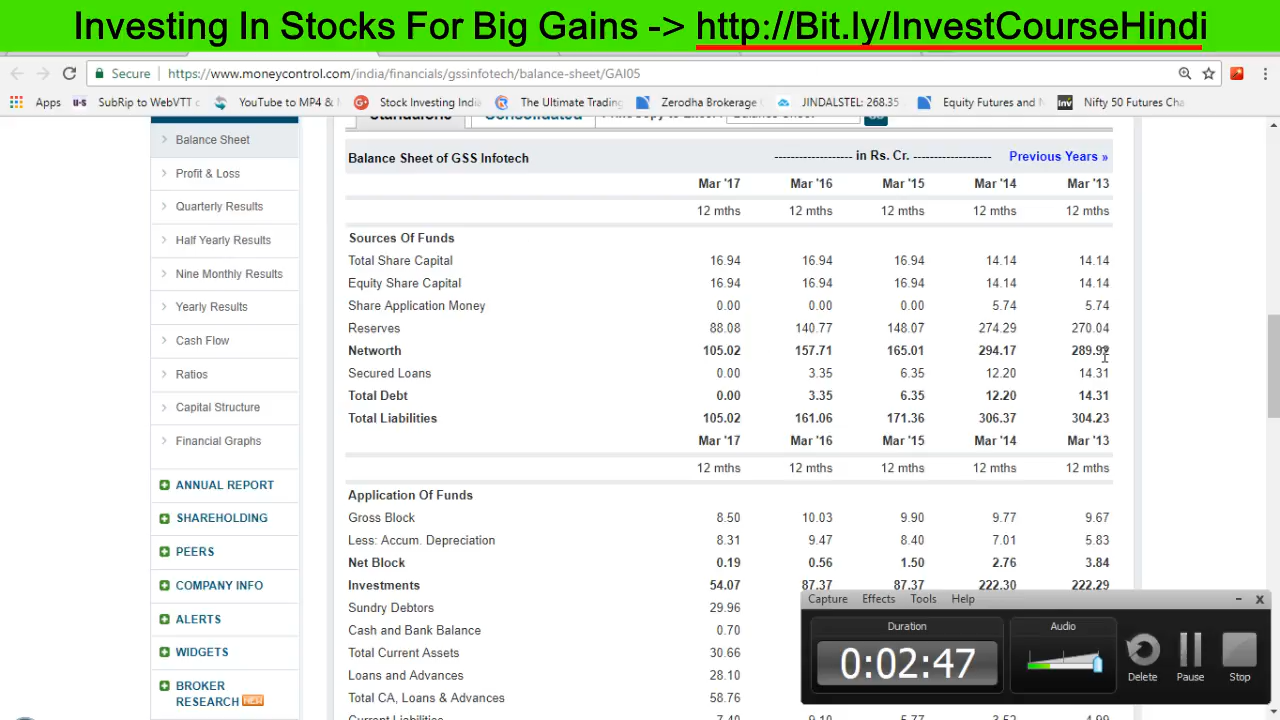 Investing In Stocks For Big Gains -> http://Bit.ly/InvestCourseHindi
Secure https://www.moneycontrol.com/india/financials/gssinfotech/balance-sheet/GAI05
Apps SubRip to WebVTT YouTube to MP4 & Stock Investing India The Ultimate Trading Zerodha Brokerage JINDALSTEL: 268.35 Equity Futures and Inv Nifty 50 Futures Cha
Standalone Consolidated
Balance Sheet Balance Sheet of GSS Infotech ------------------- in Rs. Cr. ------------------- Previous Years »
Profit & Loss Mar '17 Mar '16 Mar '15 Mar '14 Mar '13
Quarterly Results 12 mths 12 mths 12 mths 12 mths 12 mths
Half Yearly Results Sources Of Funds
Nine Monthly Results Total Share Capital 16.94 16.94 16.94 14.14 14.14
Equity Share Capital 16.94 16.94 16.94 14.14 14.14
Yearly Results Share Application Money 0.00 0.00 0.00 5.74 5.74
Reserves 88.08 140.77 148.07 274.29 270.04
Cash Flow Networth 105.02 157.71 165.01 294.17 289.92
Ratios Secured Loans 0.00 3.35 6.35 12.20 14.31
Capital Structure Total Debt 0.00 3.35 6.35 12.20 14.31
Total Liabilities 105.02 161.06 171.36 306.37 304.23
Financial Graphs Mar '17 Mar '16 Mar '15 Mar '14 Mar '13
12 mths 12 mths 12 mths 12 mths 12 mths
ANNUAL REPORT Application Of Funds
SHAREHOLDING Gross Block 8.50 10.03 9.90 9.77 9.67
Less: Accum. Depreciation 8.31 9.47 8.40 7.01 5.83
PEERS Net Block 0.19 0.56 1.50 2.76 3.84
COMPANY INFO Investments 54.07 87.37 87.37 222.30 222.29
ALERTS Sundry Debtors 29.96
Cash and Bank Balance 0.70
WIDGETS Total Current Assets 30.66
Loans and Advances 28.10
BROKER
RESEARCH Total CA, Loans & Advances 58.76
Capture Effects Tools Help
Duration Audio
0:02:47
Delete Pause Stop